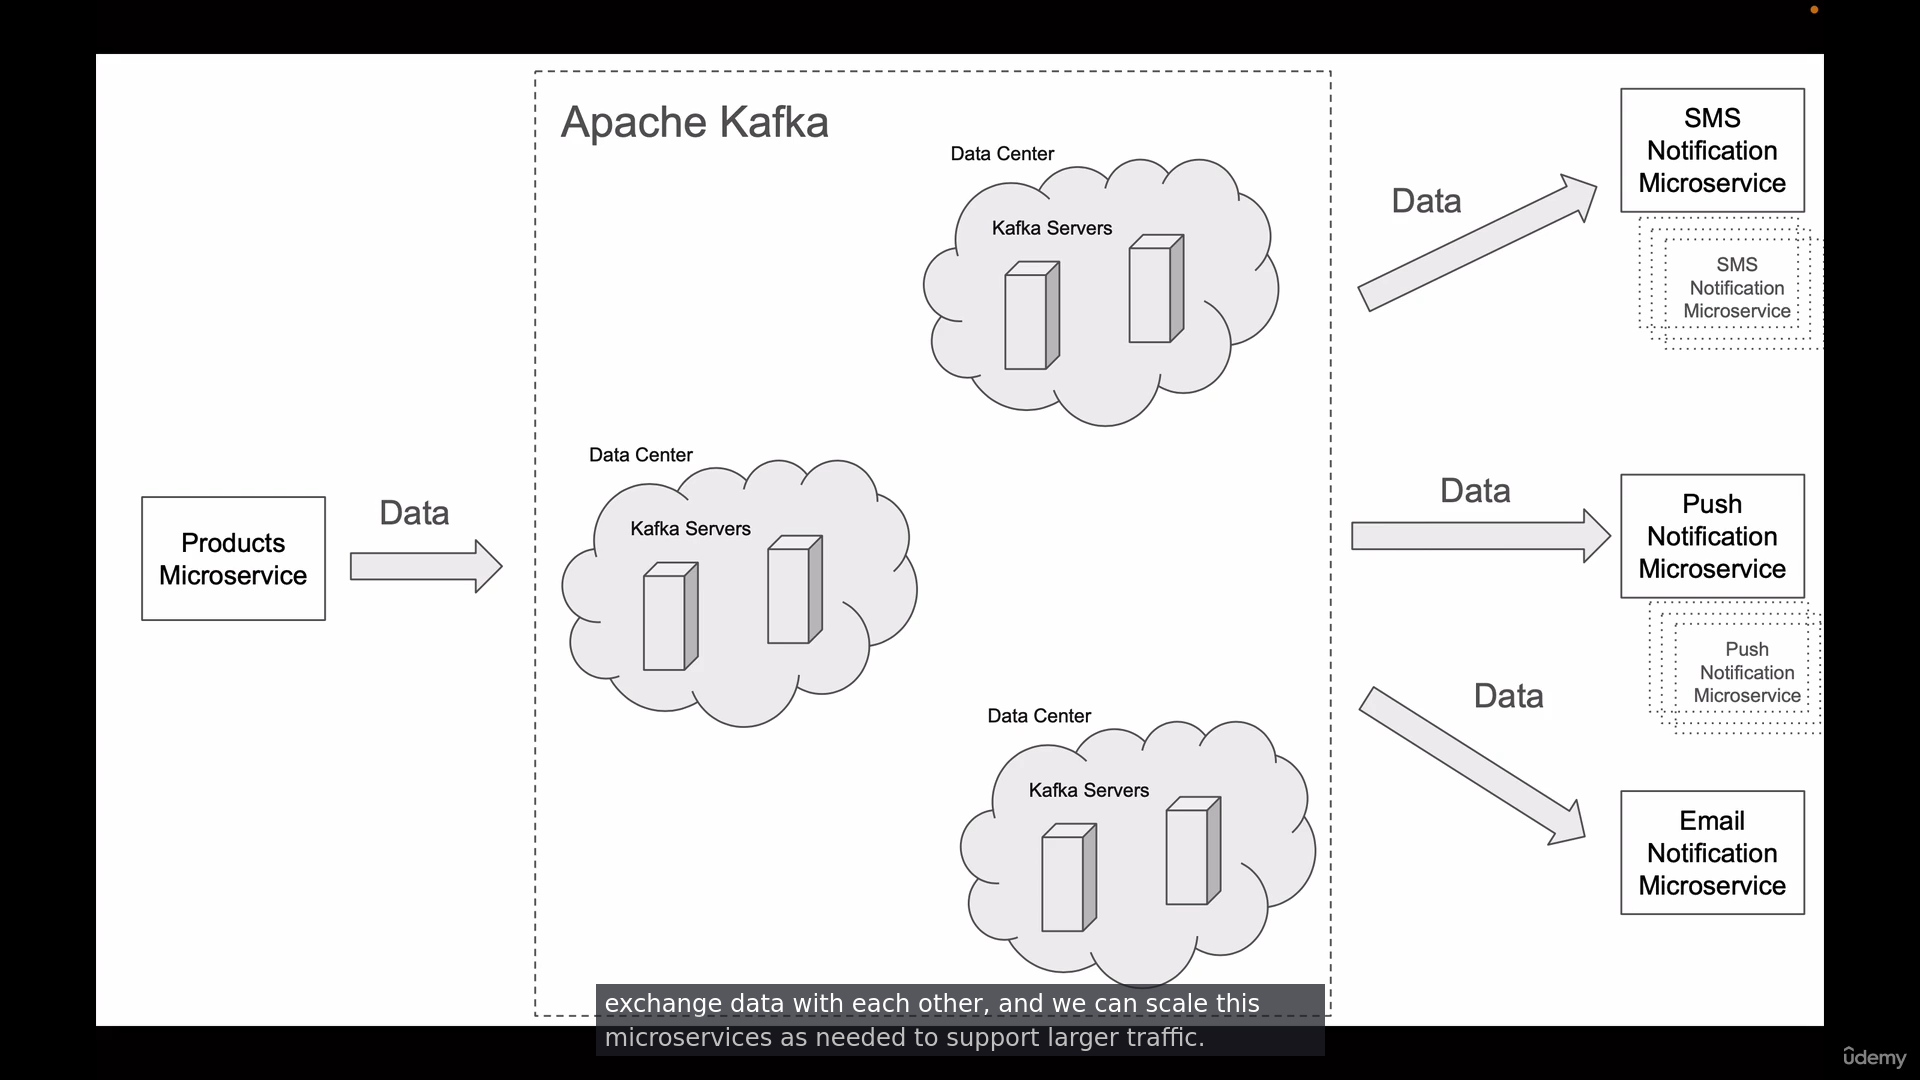 Apache Kafka
Data Center
Kafka Servers
Data Center
Kafka Servers
Data Center
Kafka Servers
Products
Microservice
Data
Data
SMS
Notification
Microservice
SMS
Notification
Microservice
Data
Push
Notification
Microservice
Push
Notification
Microservice
Data
Email
Notification
Microservice
exchange data with each other, and we can scale this
microservices as needed to support larger traffic.
ûdemy